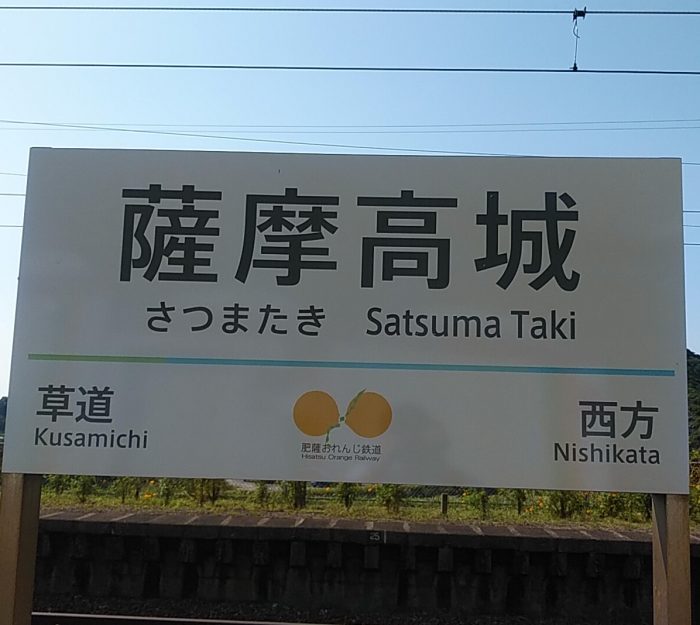 薩摩高城
さつまたき Satsuma Taki
草道
Kusamichi
肥薩おれんじ鉄道
Hisatsu Orange Railway
西方
Nishikata
25